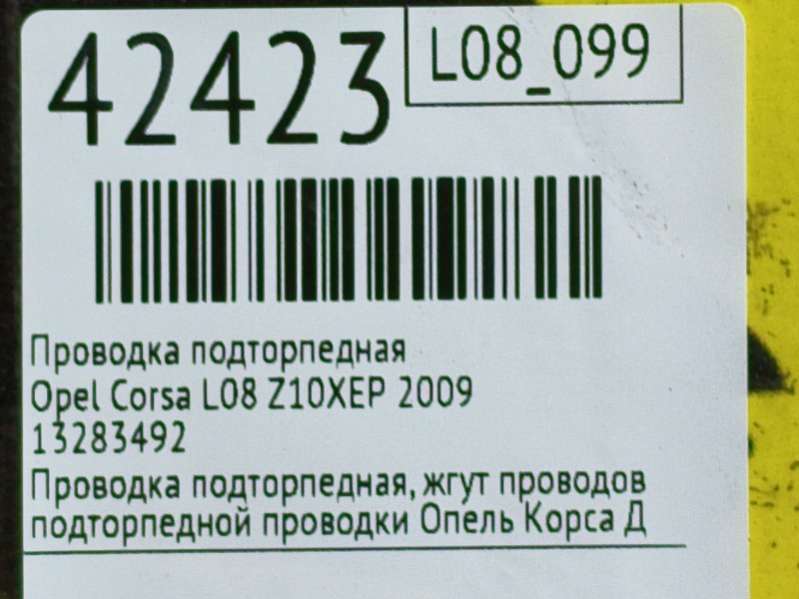 42423
L08_099
Проводка подторпедная
Opel Corsa L08 Z10XEP 2009
13283492
Проводка подторпедная, жгут проводов
подторпедной проводки Опель Корса Д